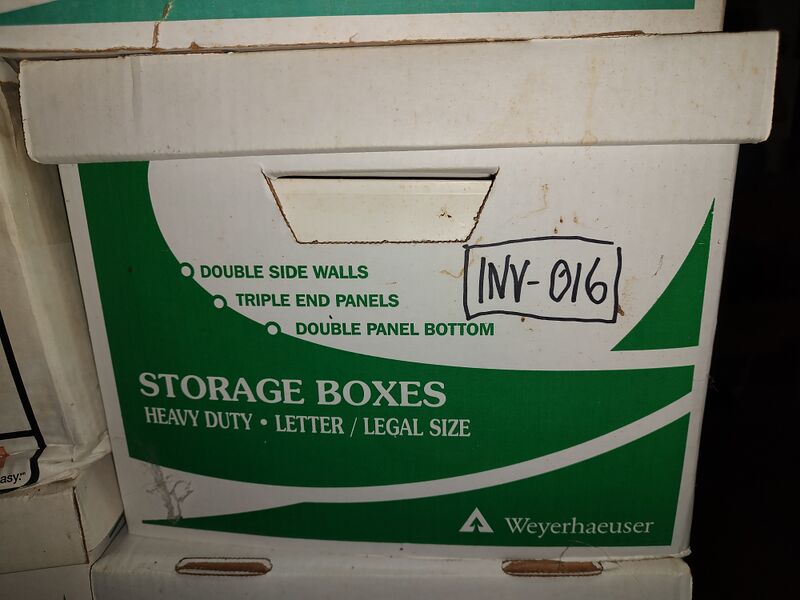 DOUBLE SIDE WALLS
TRIPLE END PANELS
DOUBLE PANEL BOTTOM
INV-016
STORAGE BOXES
HEAVY DUTY • LETTER / LEGAL SIZE
Weyerhaeuser